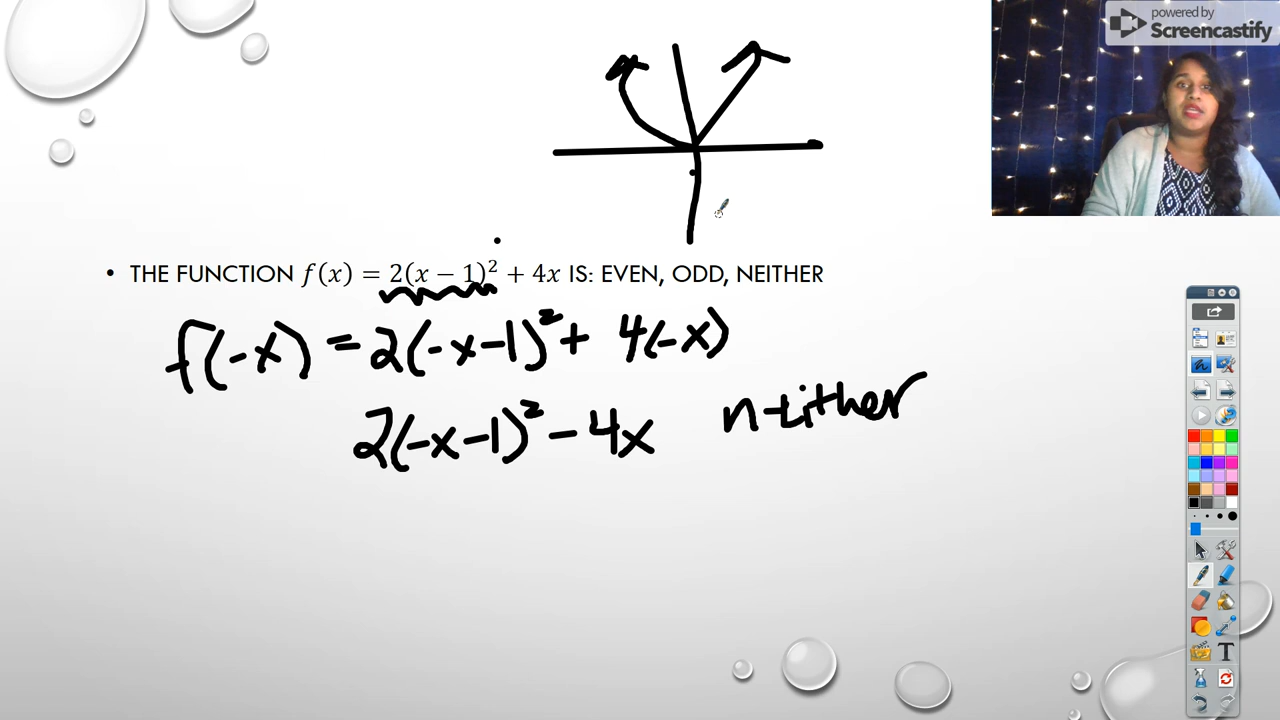 powered by
Screencastify
• THE FUNCTION f(x) = 2(x − 1)² + 4x IS: EVEN, ODD, NEITHER
f(-x) = 2(-x-1)² + 4(-x)
2(-x-1)² - 4x neither
T